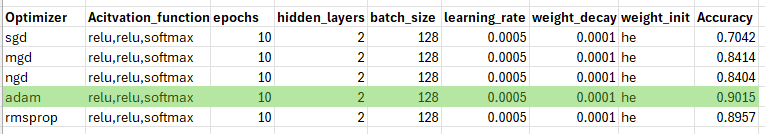 Optimizer Acitvation_function epochs hidden_layers batch_size learning_rate weight_decay weight_init Accuracy
sgd relu,relu,softmax 10 2 128 0.0005 0.0001 he 0.7042
mgd relu,relu,softmax 10 2 128 0.0005 0.0001 he 0.8414
ngd relu,relu,softmax 10 2 128 0.0005 0.0001 he 0.8404
adam relu,relu,softmax 10 2 128 0.0005 0.0001 he 0.9015
rmsprop relu,relu,softmax 10 2 128 0.0005 0.0001 he 0.8957